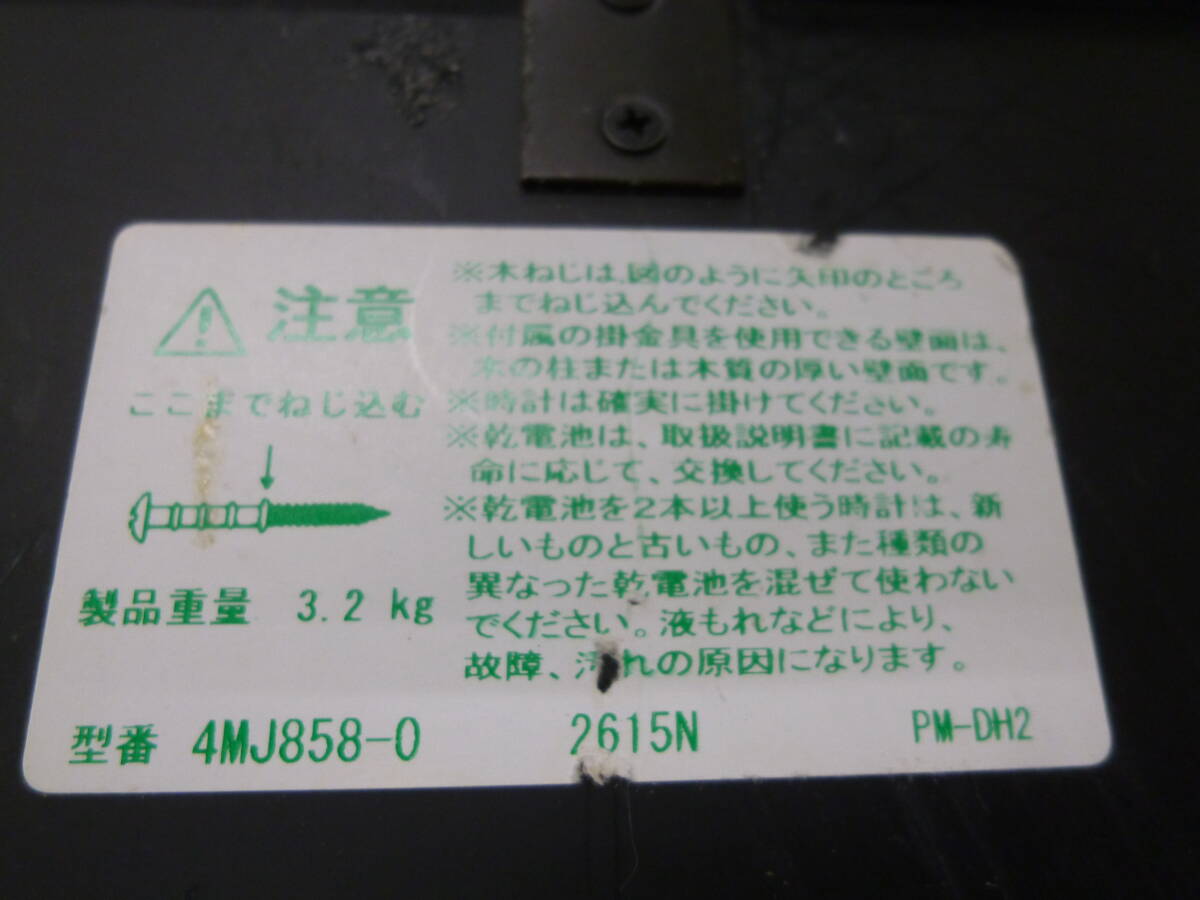 注意
ここまでねじ込む
製品重量 3.2 kg
※木ねじは、図のように矢印のところ
までねじ込んでください。
※付属の掛金具を使用できる壁面は、
木の柱または木質の厚い壁面です。
※時計は確実に掛けてください。
※乾電池は、取扱説明書に記載の寿
命に応じて、交換してください。
※乾電池を2本以上使う時計は、新
しいものと古いもの、また種類の
異なった乾電池を混ぜて使わない
でください。液もれなどにより、
故障、汚れの原因になります。
型番 4MJ858-0 2615N PM-DH2